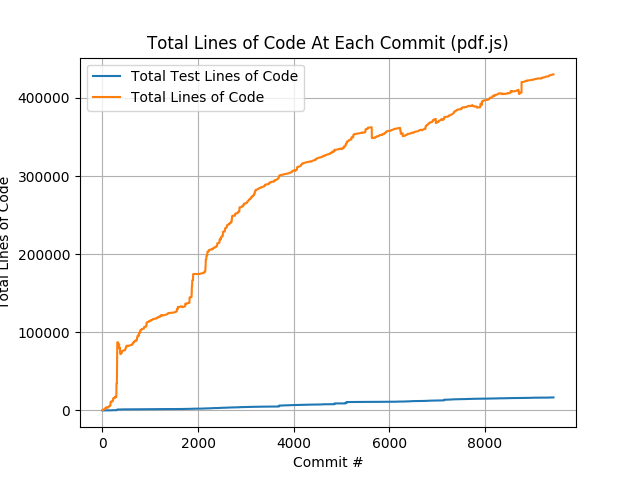 Total Lines of Code At Each Commit (pdf.js)
Total Test Lines of Code
Total Lines of Code
400000
300000
200000
100000
0
Total Lines of Code
0
2000
4000
6000
8000
Commit #